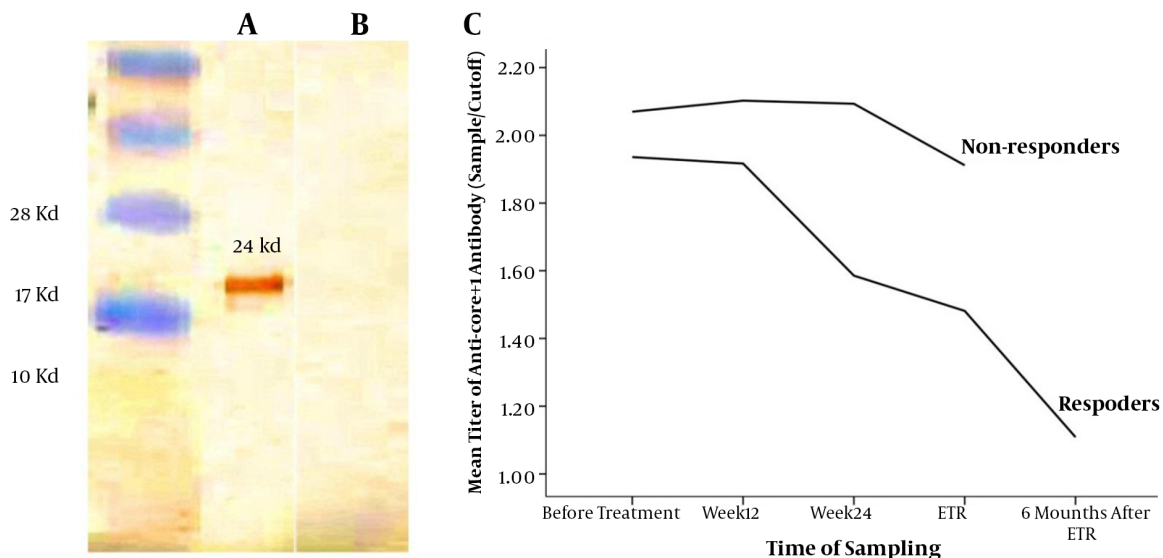 A
B
C
28 Kd
17 Kd
10 Kd
24 kd
Mean Titer of Anti-core+1 Antibody (Sample/Cutoff)
2.20
2.00
1.80
1.60
1.40
1.20
1.00
Non-responders
Respoders
Before Treatment
Week12
Week24
ETR
6 Mounths After
ETR
Time of Sampling